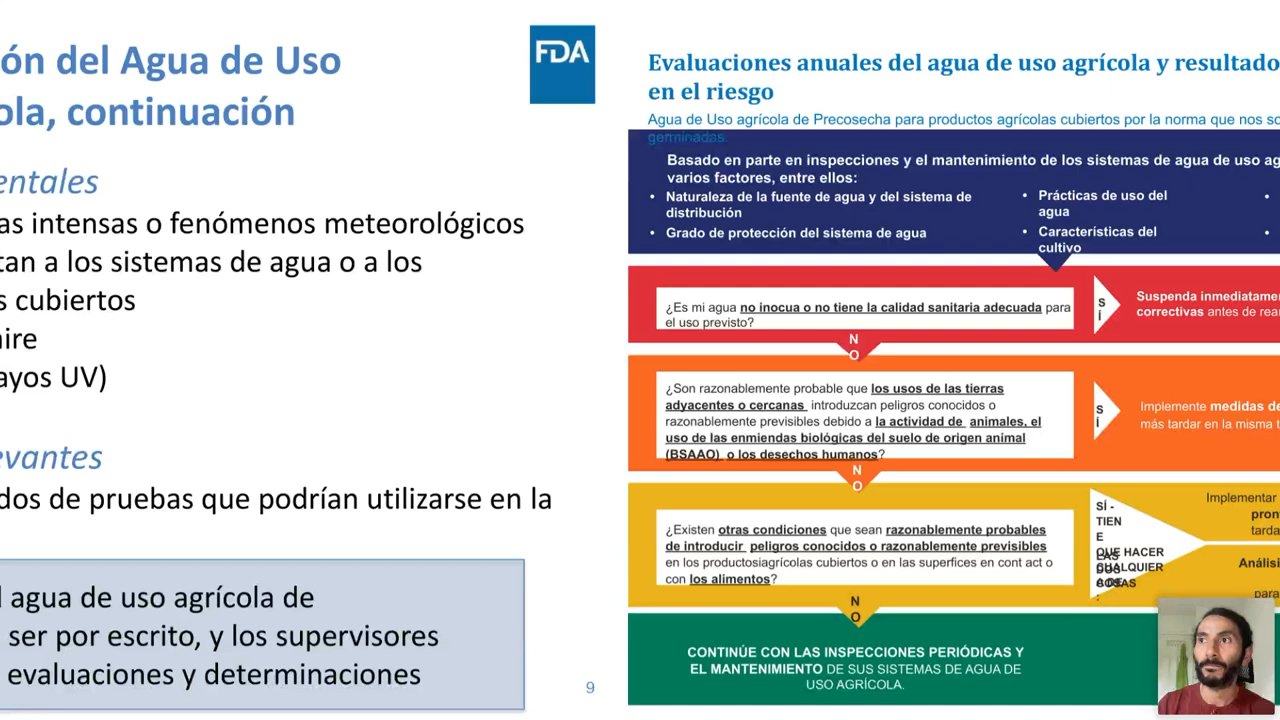 ón del Agua de Uso
ola, continuación
entales
as intensas o fenómenos meteorológicos
tan a los sistemas de agua o a los
s cubiertos
aire
ayos UV)
evantes
dos de pruebas que podrían utilizarse en la
l agua de uso agrícola de
ser por escrito, y los supervisores
evaluaciones y determinaciones
9
FDA
Evaluaciones anuales del agua de uso agrícola y resultado
en el riesgo
Agua de Uso agrícola de Precosecha para productos agrícolas cubiertos por la norma que nos so
germinadas.
Basado en parte en inspecciones y el mantenimiento de los sistemas de agua de uso ag
varios factores, entre ellos:
• Naturaleza de la fuente de agua y del sistema de
distribución
• Grado de protección del sistema de agua
• Prácticas de uso del
agua
• Características del
cultivo
•
•
¿Es mi agua no inocua o no tiene la calidad sanitaria adecuada para
el uso previsto?
S
Í
Suspenda inmediatame
correctivas antes de rea
N
O
¿Son razonablemente probable que los usos de las tierras
adyacentes o cercanas introduzcan peligros conocidos o
razonablemente previsibles debido a la actividad de animales, el
uso de las enmiendas biológicas del suelo de origen animal
(BSAAO) o los desechos humanos?
S
Í
Implemente medidas de
más tardar en la misma t
N
O
¿Existen otras condiciones que sean razonablemente probables
de introducir peligros conocidos o razonablemente previsibles
en los productosiagrícolas cubiertos o en las superfices en cont act o
con los alimentos?
SÍ -
TIEN
E
QUE HACER
CUALQUIER
A DE
LAS
DOS
COSAS
:
Implementar
pron
tarda
Análisi
para
N
O
CONTINÚE CON LAS INSPECCIONES PERIÓDICAS Y
EL MANTENIMIENTO DE SUS SISTEMAS DE AGUA DE
USO AGRÍCOLA.